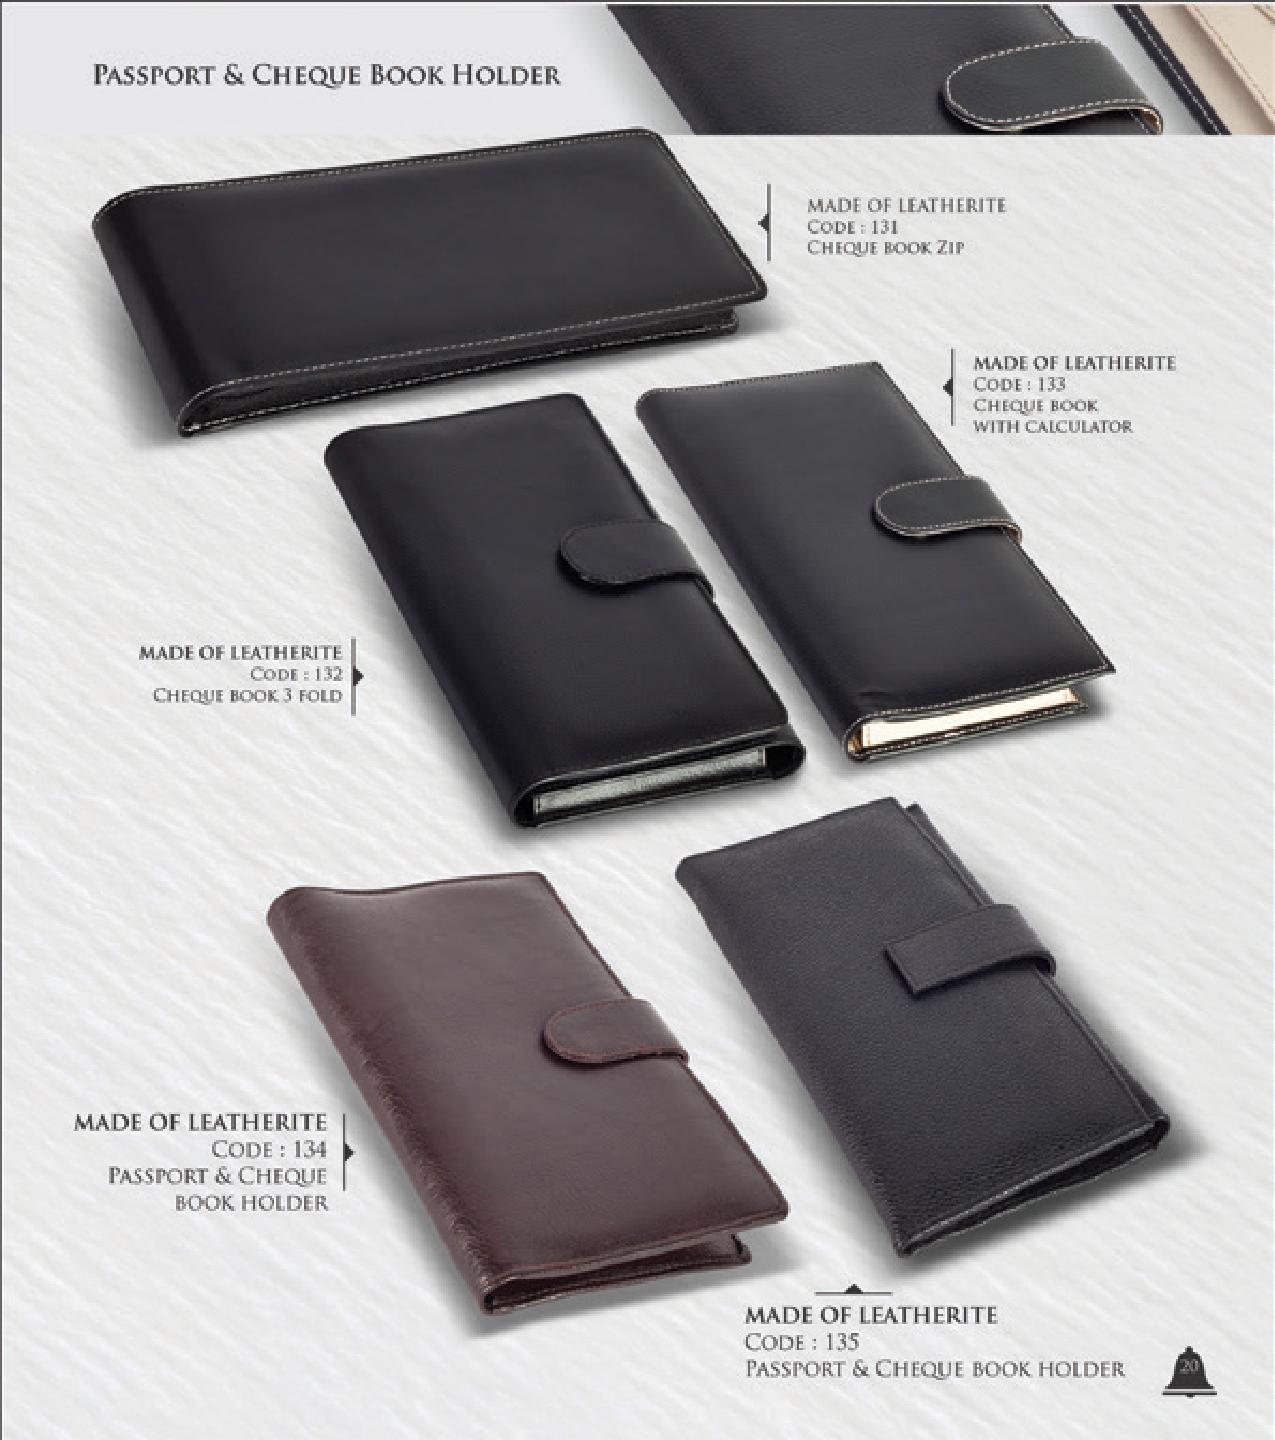 PASSPORT & CHEQUE BOOK HOLDER
MADE OF LEATHERITE
CODE : 131
CHEQUE BOOK ZIP
MADE OF LEATHERITE
CODE : 133
CHEQUE BOOK
WITH CALCULATOR
MADE OF LEATHERITE
CODE : 132
CHEQUE BOOK 3 FOLD
MADE OF LEATHERITE
CODE : 134
PASSPORT & CHEQUE
BOOK HOLDER
MADE OF LEATHERITE
CODE : 135
PASSPORT & CHEQUE BOOK HOLDER
20